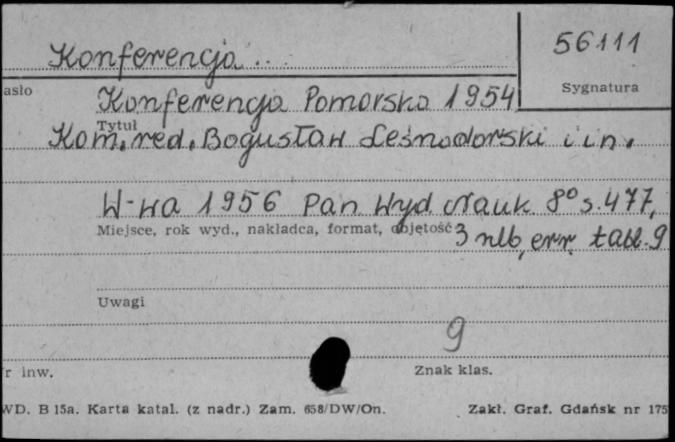 Konferencja ..
56111
Sygnatura
asło
Konferencja Pomorska 1954
Tytuł
Kom. red. Bogusław Leśnodorski i in.
W-wa 1956 Pań. Wyd. Nauk. 8° s. 477,
Miejsce, rok wyd., nakładca, format, objętość
3 nlb, err. tabl. 9
Uwagi
9
r inw.
Znak klas.
WD. B 15a. Karta katal. (z nadr.) Zam. 658/DW/On.
Zakł. Graf. Gdańsk nr 175